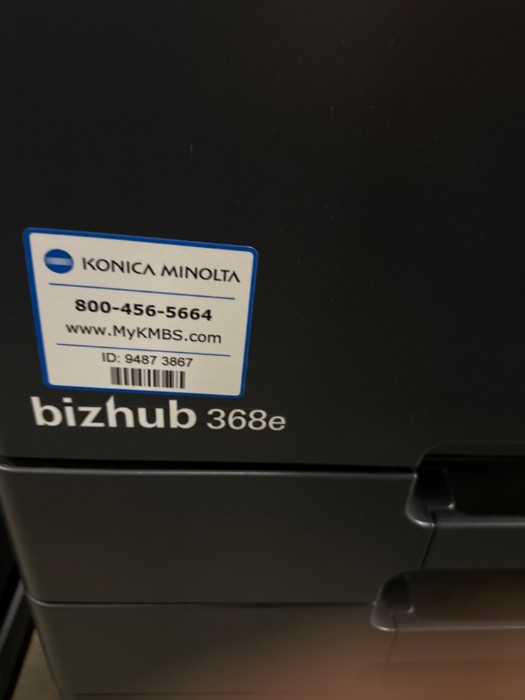 KONICA MINOLTA
800-456-5664
www.MyKMBS.com
ID: 9487 3867
bizhub 368e